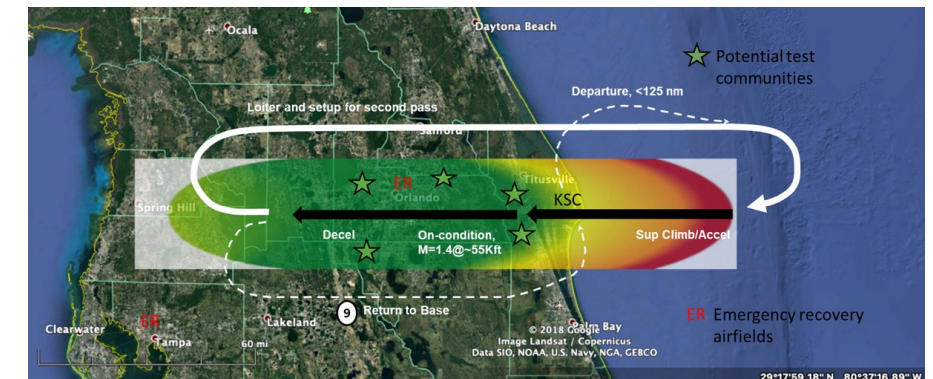 Ocala
Daytona Beach
Potential test
communities
Departure, <125 nm
Loiter and setup for second pass
Sanford
Titusville
ER
Orlando
KSC
Spring Hill
Decel
On-condition,
M=1.4@~55Kft
Sup Climb/Accel
9
Return to Base
ER
Lakeland
Clearwater
Tampa
60 mi
© 2018 Google
Palm Bay
Image Landsat / Copernicus
Data SIO, NOAA, U.S. Navy, NGA, GEBCO
ER Emergency recovery
airfields
29°17'59.18" N 80°37'16.89" W